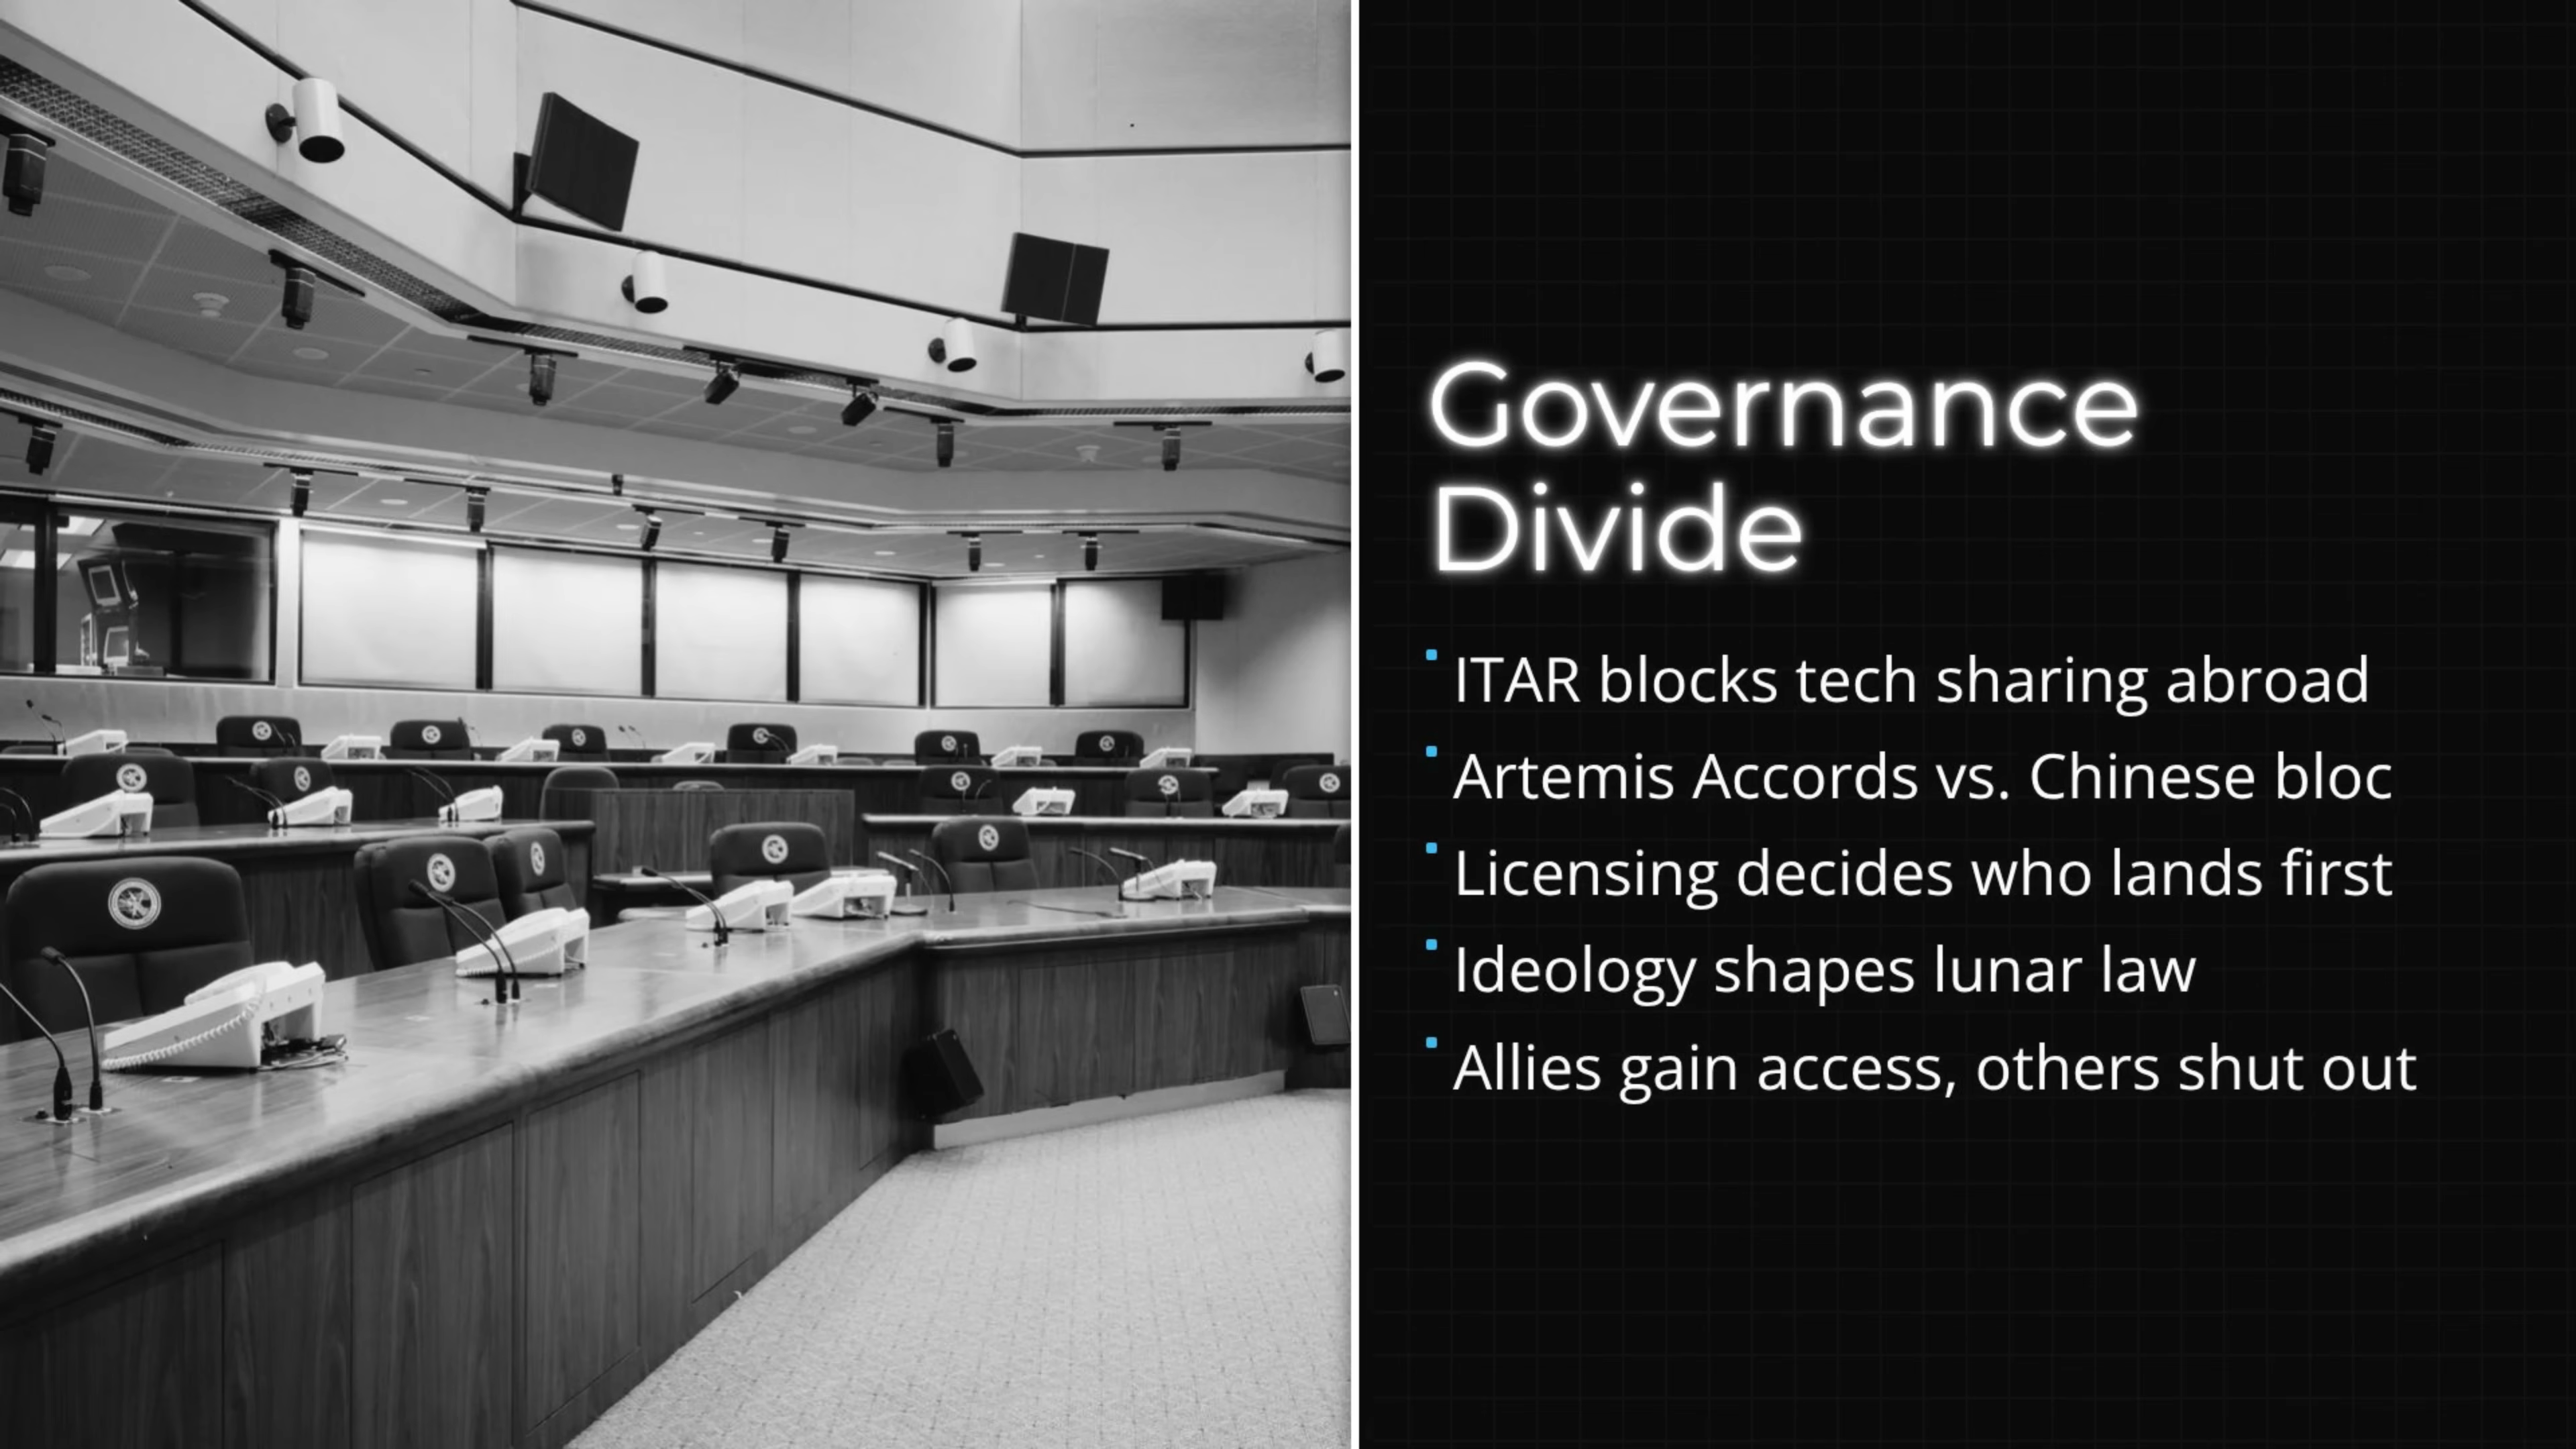 Governance
Divide
ITAR blocks tech sharing abroad
Artemis Accords vs. Chinese bloc
Licensing decides who lands first
Ideology shapes lunar law
Allies gain access, others shut out